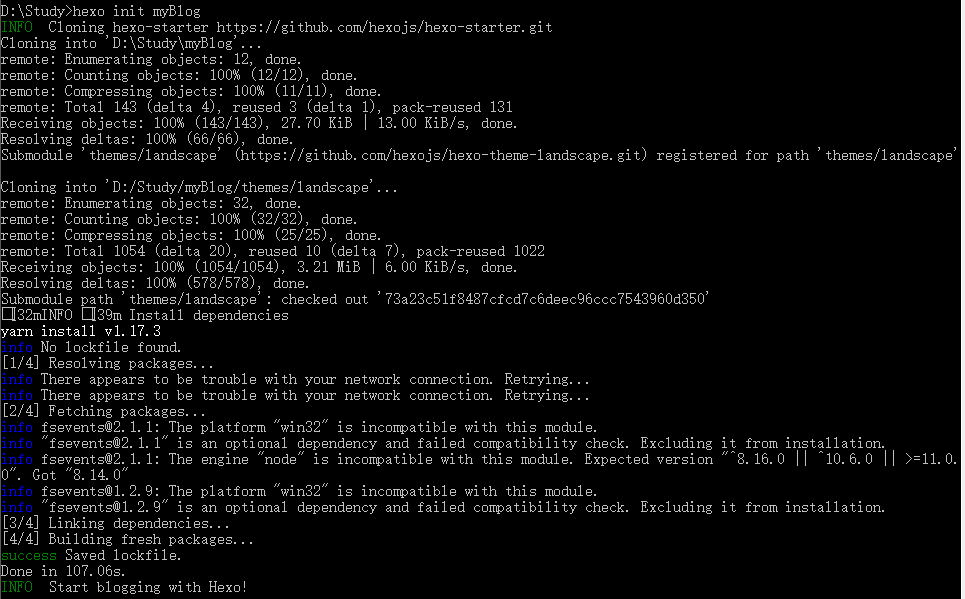 D:\Study>hexo init myBlog
INFO  Cloning hexo-starter https://github.com/hexojs/hexo-starter.git
Cloning into 'D:\Study\myBlog'...
remote: Enumerating objects: 12, done.
remote: Counting objects: 100% (12/12), done.
remote: Compressing objects: 100% (11/11), done.
remote: Total 143 (delta 4), reused 3 (delta 1), pack-reused 131
Receiving objects: 100% (143/143), 27.70 KiB | 13.00 KiB/s, done.
Resolving deltas: 100% (66/66), done.
Submodule 'themes/landscape' (https://github.com/hexojs/hexo-theme-landscape.git) registered for path 'themes/landscape'
Cloning into 'D:/Study/myBlog/themes/landscape'...
remote: Enumerating objects: 32, done.
remote: Counting objects: 100% (32/32), done.
remote: Compressing objects: 100% (25/25), done.
remote: Total 1054 (delta 20), reused 10 (delta 7), pack-reused 1022
Receiving objects: 100% (1054/1054), 3.21 MiB | 6.00 KiB/s, done.
Resolving deltas: 100% (578/578), done.
Submodule path 'themes/landscape': checked out '73a23c51f8487cfcd7c6deec96ccc7543960d350'
□[32mINFO □[39m Install dependencies
yarn install v1.17.3
info No lockfile found.
[1/4] Resolving packages...
info There appears to be trouble with your network connection. Retrying...
info There appears to be trouble with your network connection. Retrying...
[2/4] Fetching packages...
info fsevents@2.1.1: The platform "win32" is incompatible with this module.
info "fsevents@2.1.1" is an optional dependency and failed compatibility check. Excluding it from installation.
info fsevents@2.1.1: The engine "node" is incompatible with this module. Expected version "^8.16.0 || ^10.6.0 || >=11.0.
0". Got "8.14.0"
info fsevents@1.2.9: The platform "win32" is incompatible with this module.
info "fsevents@1.2.9" is an optional dependency and failed compatibility check. Excluding it from installation.
[3/4] Linking dependencies...
[4/4] Building fresh packages...
success Saved lockfile.
Done in 107.06s.
INFO  Start blogging with Hexo!